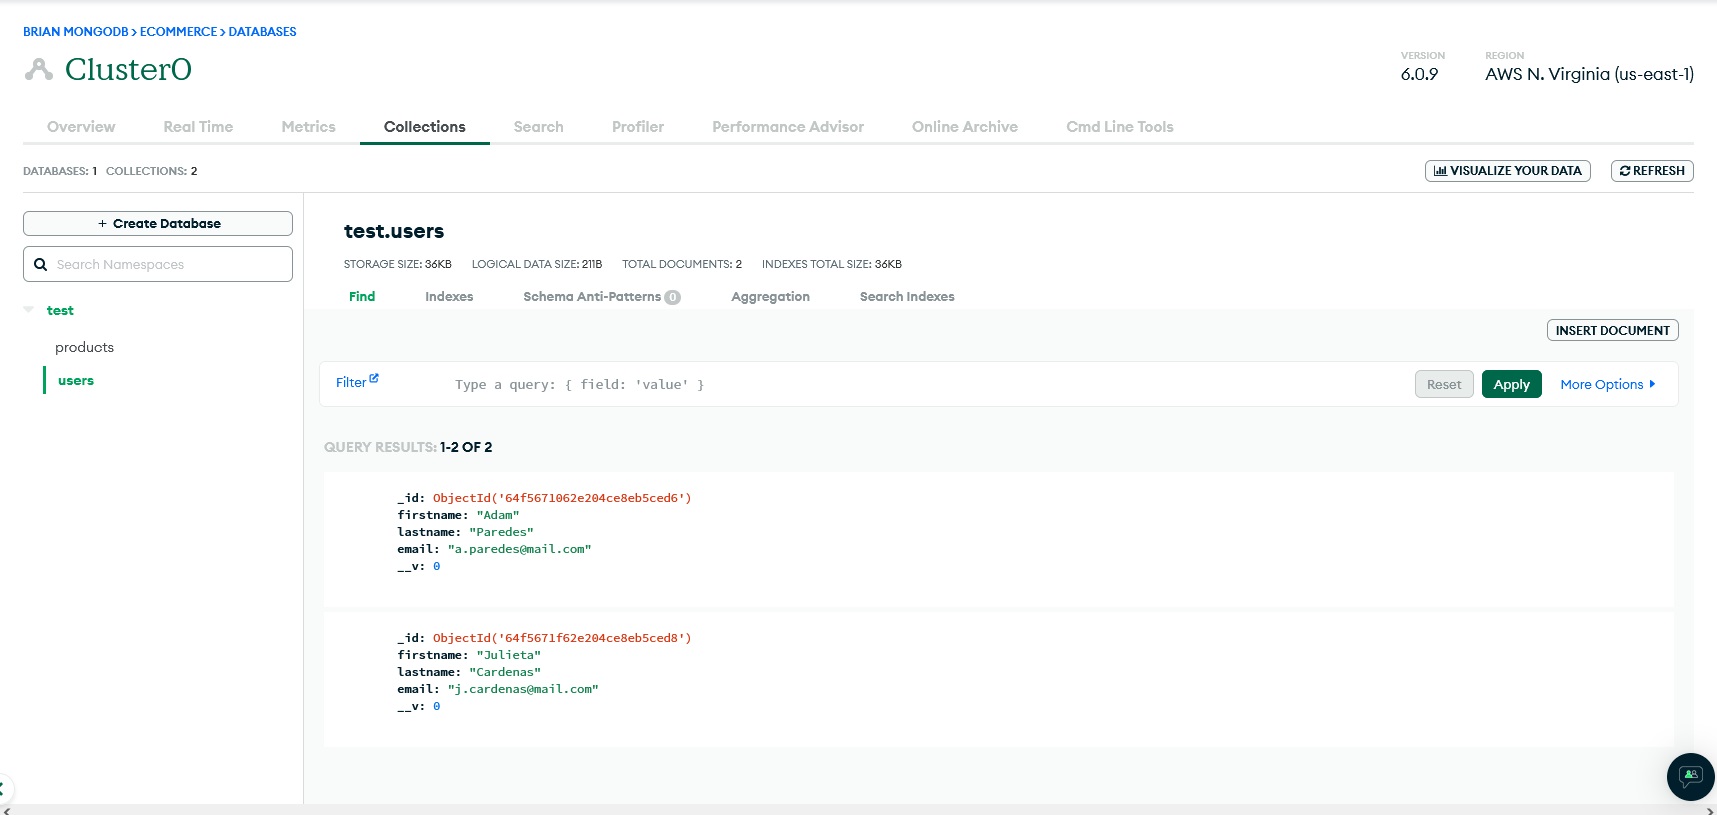 BRIAN MONGODB > ECOMMERCE > DATABASES
Cluster0
VERSION
6.0.9
REGION
AWS N. Virginia (us-east-1)
Overview Real Time Metrics Collections Search Profiler Performance Advisor Online Archive Cmd Line Tools
DATABASES: 1 COLLECTIONS: 2
VISUALIZE YOUR DATA
REFRESH
+ Create Database
Search Namespaces
test
products
users
test.users
STORAGE SIZE: 36KB LOGICAL DATA SIZE: 211B TOTAL DOCUMENTS: 2 INDEXES TOTAL SIZE: 36KB
Find Indexes Schema Anti-Patterns 0 Aggregation Search Indexes
INSERT DOCUMENT
Filter Type a query: { field: 'value' } Reset Apply More Options
QUERY RESULTS: 1-2 OF 2
_id: ObjectId('64f5671062e204ce8eb5ced6')
firstname: "Adam"
lastname: "Paredes"
email: "a.paredes@mail.com"
__v: 0
_id: ObjectId('64f5671f62e204ce8eb5ced8')
firstname: "Julieta"
lastname: "Cardenas"
email: "j.cardenas@mail.com"
__v: 0